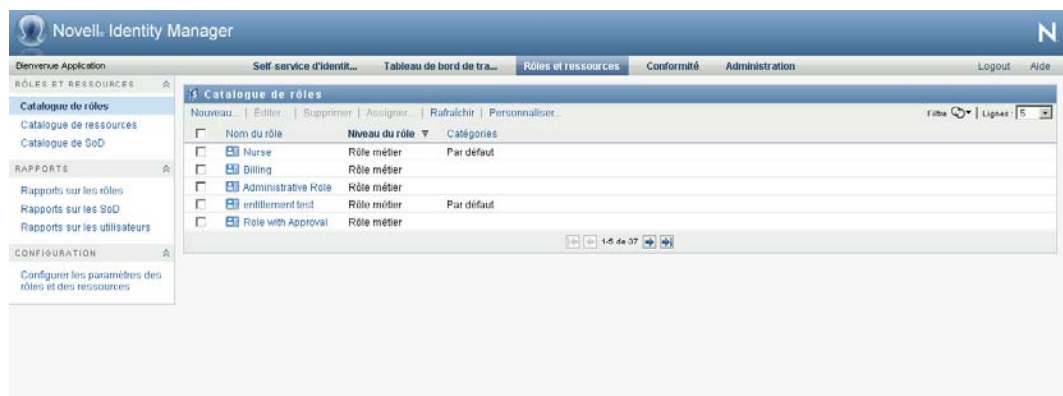 Novell® Identity Manager
N
Bienvenue Application Self-service d'identit... Tableau de bord de tra... Rôles et ressources Conformité Administration Logout Aide
RÔLES ET RESSOURCES
Catalogue de rôles
Catalogue de ressources
Catalogue de SoD
RAPPORTS
Rapports sur les rôles
Rapports sur les SoD
Rapports sur les utilisateurs
CONFIGURATION
Configurer les paramètres des
rôles et des ressources
Catalogue de rôles
Nouveau... | Éditer... | Supprimer | Assigner... | Rafraîchir | Personnaliser... Filtre Lignes : 5
Nom du rôle Niveau du rôle Catégories
Nurse Rôle métier Par défaut
Billing Rôle métier
Administrative Role Rôle métier
entitlement test Rôle métier Par défaut
Role with Approval Rôle métier
1-5 de 37